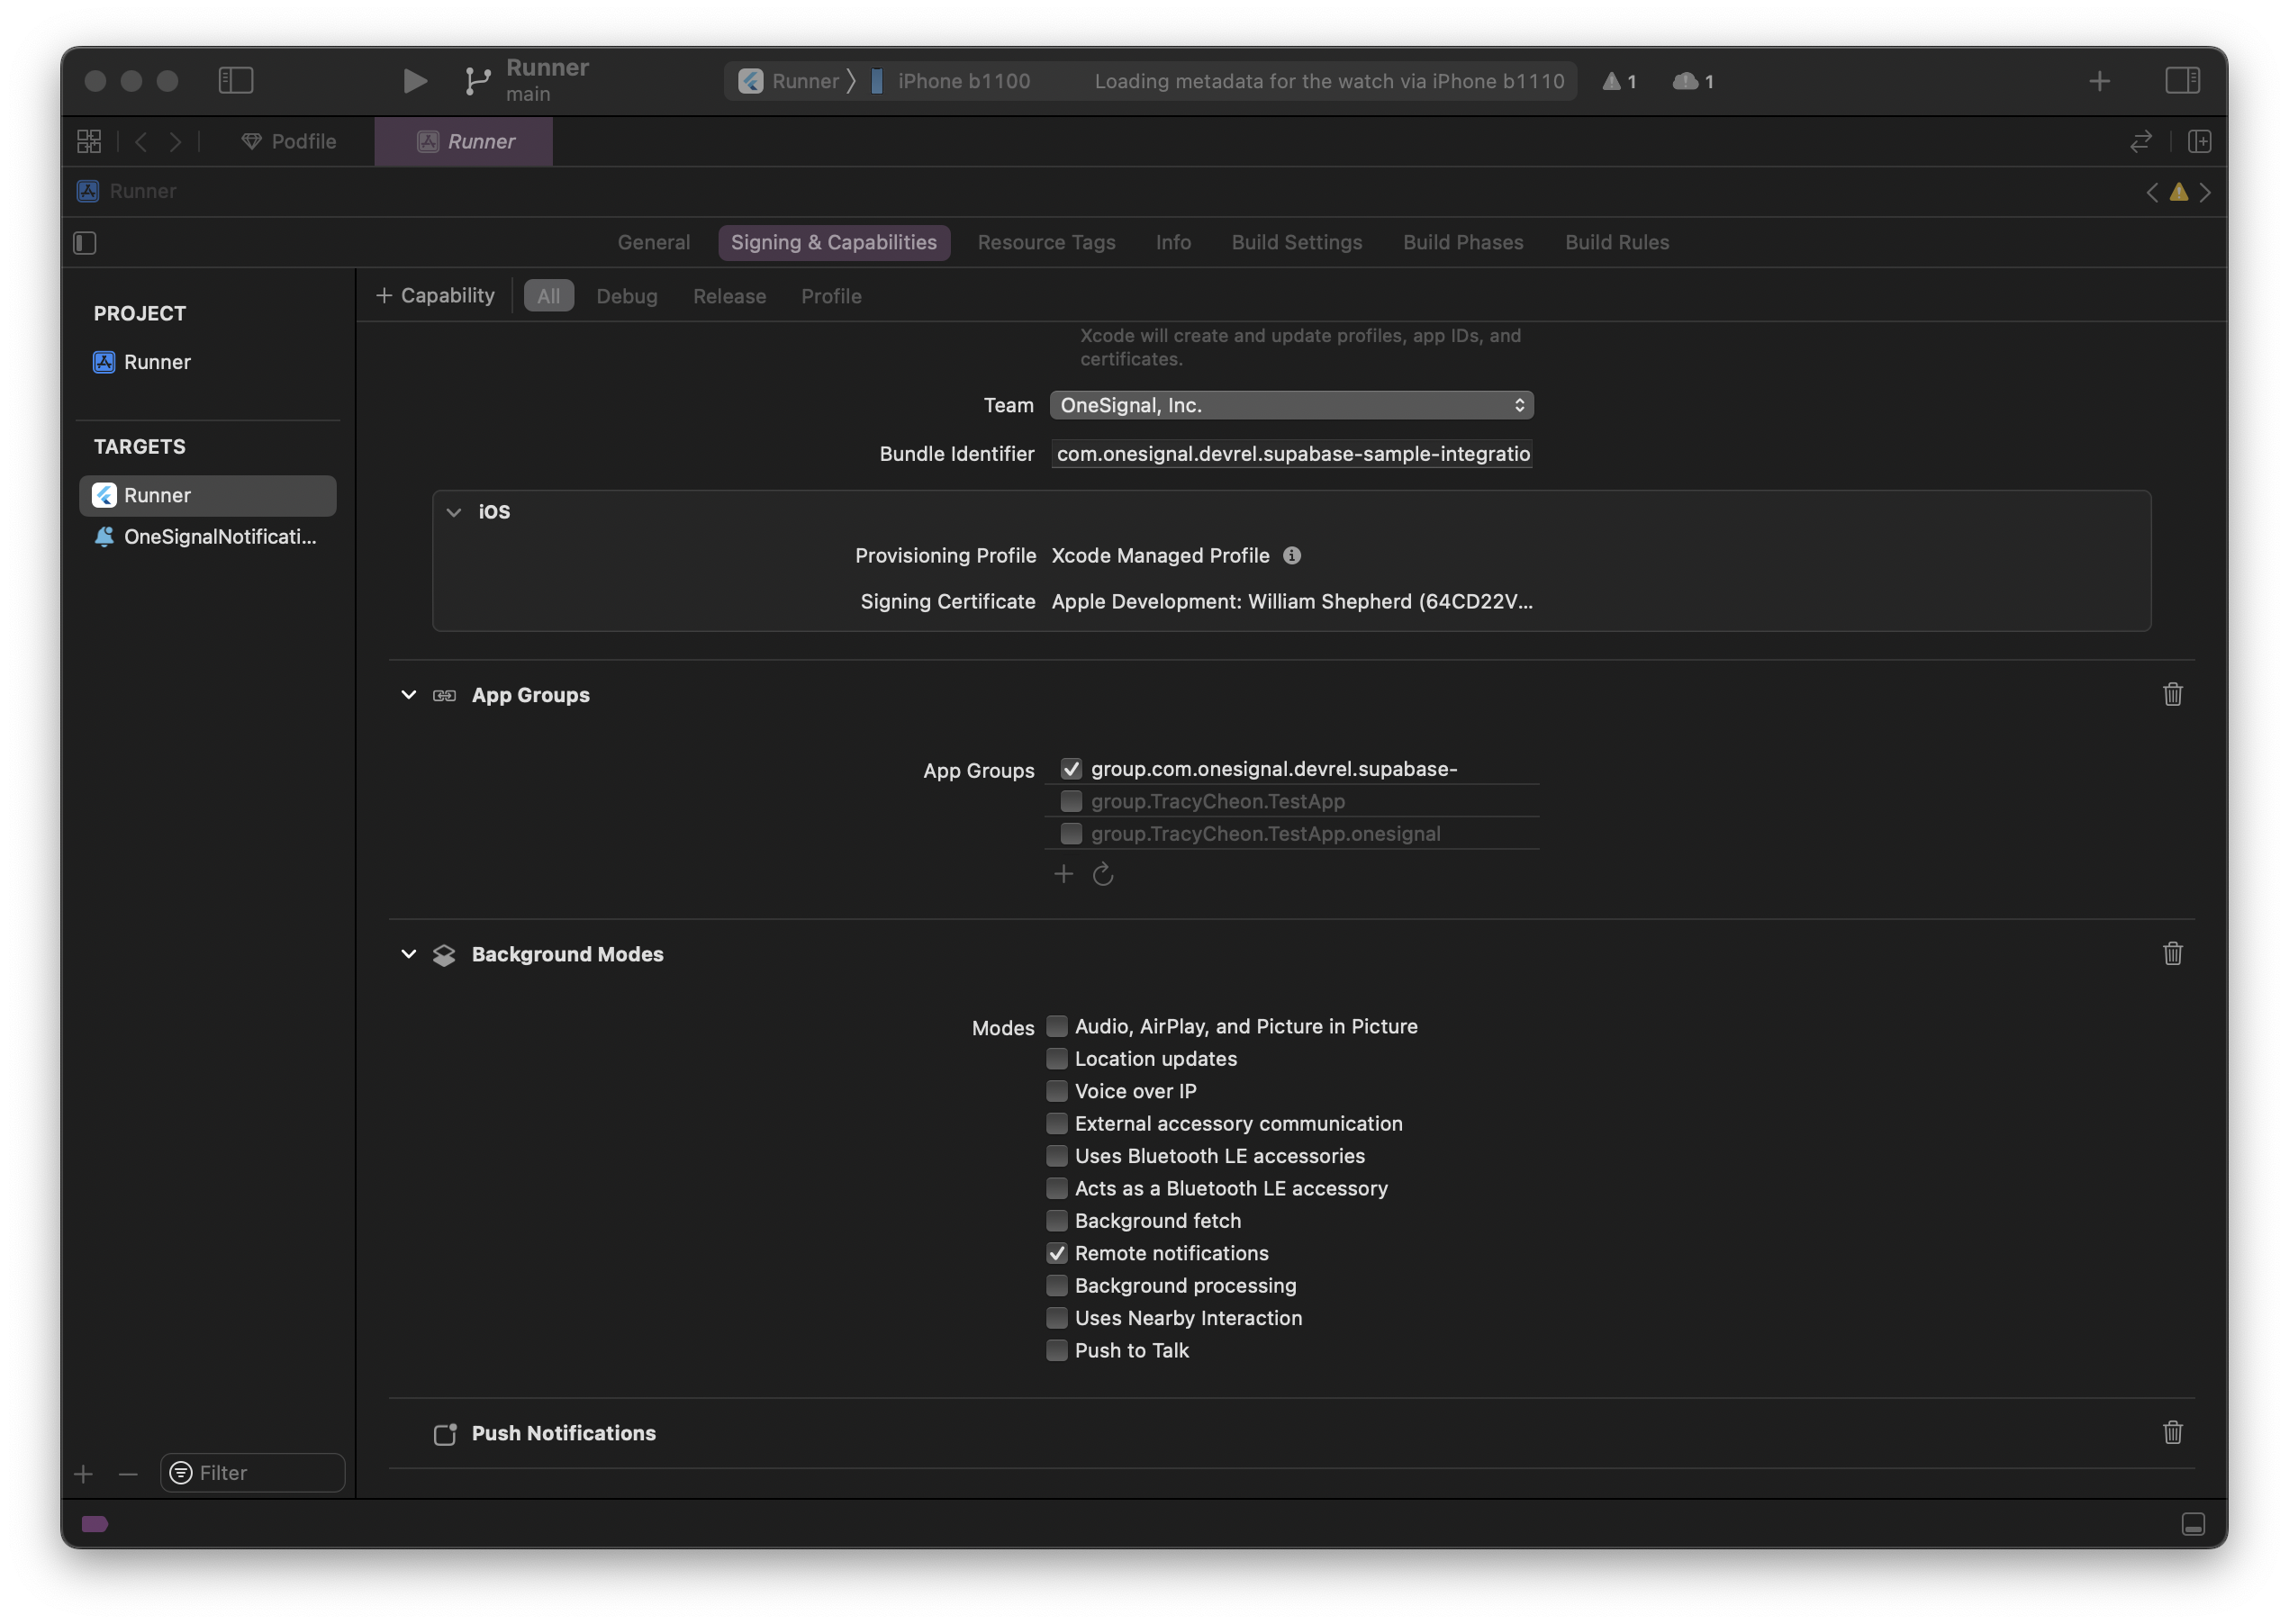 Runner
main
Runner iPhone b1100 Loading metadata for the watch via iPhone b1110 1 1
Podfile Runner
Runner
General Signing & Capabilities Resource Tags Info Build Settings Build Phases Build Rules
PROJECT
Runner
TARGETS
Runner
OneSignalNotificati...
+ Capability All Debug Release Profile
Xcode will create and update profiles, app IDs, and
certificates.
Team OneSignal, Inc.
Bundle Identifier com.onesignal.devrel.supabase-sample-integratio
iOS
Provisioning Profile Xcode Managed Profile
Signing Certificate Apple Development: William Shepherd (64CD22V...
App Groups
App Groups group.com.onesignal.devrel.supabase-
group.TracyCheon.TestApp
group.TracyCheon.TestApp.onesignal
Background Modes
Modes Audio, AirPlay, and Picture in Picture
Location updates
Voice over IP
External accessory communication
Uses Bluetooth LE accessories
Acts as a Bluetooth LE accessory
Background fetch
Remote notifications
Background processing
Uses Nearby Interaction
Push to Talk
Push Notifications
Filter